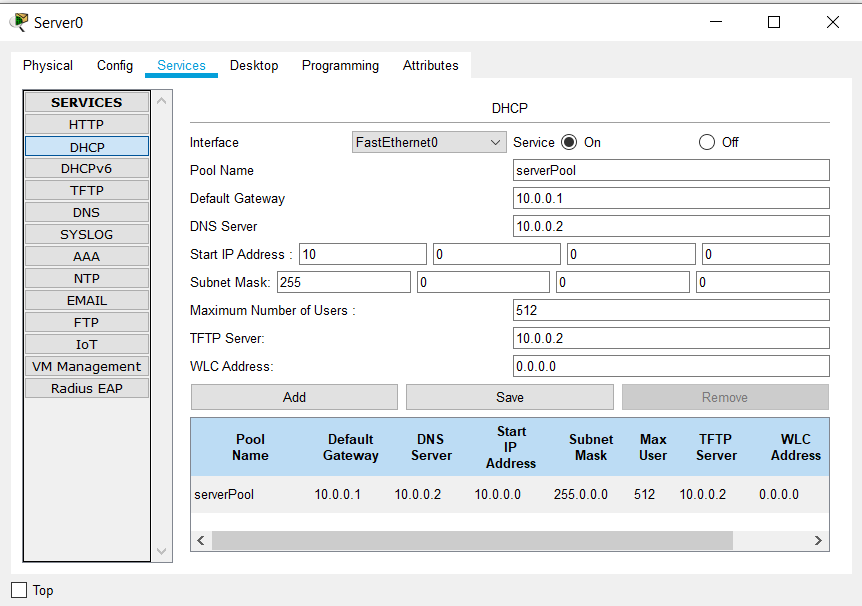 Server0
Physical Config Services Desktop Programming Attributes
SERVICES
HTTP
DHCP
DHCPv6
TFTP
DNS
SYSLOG
AAA
NTP
EMAIL
FTP
IoT
VM Management
Radius EAP
DHCP
Interface FastEthernet0 Service On Off
Pool Name serverPool
Default Gateway 10.0.0.1
DNS Server 10.0.0.2
Start IP Address : 10 0 0 0
Subnet Mask: 255 0 0 0
Maximum Number of Users : 512
TFTP Server: 10.0.0.2
WLC Address: 0.0.0.0
Add Save Remove
Pool Name Default Gateway DNS Server Start IP Address Subnet Mask Max User TFTP Server WLC Address
serverPool 10.0.0.1 10.0.0.2 10.0.0.0 255.0.0.0 512 10.0.0.2 0.0.0.0
Top